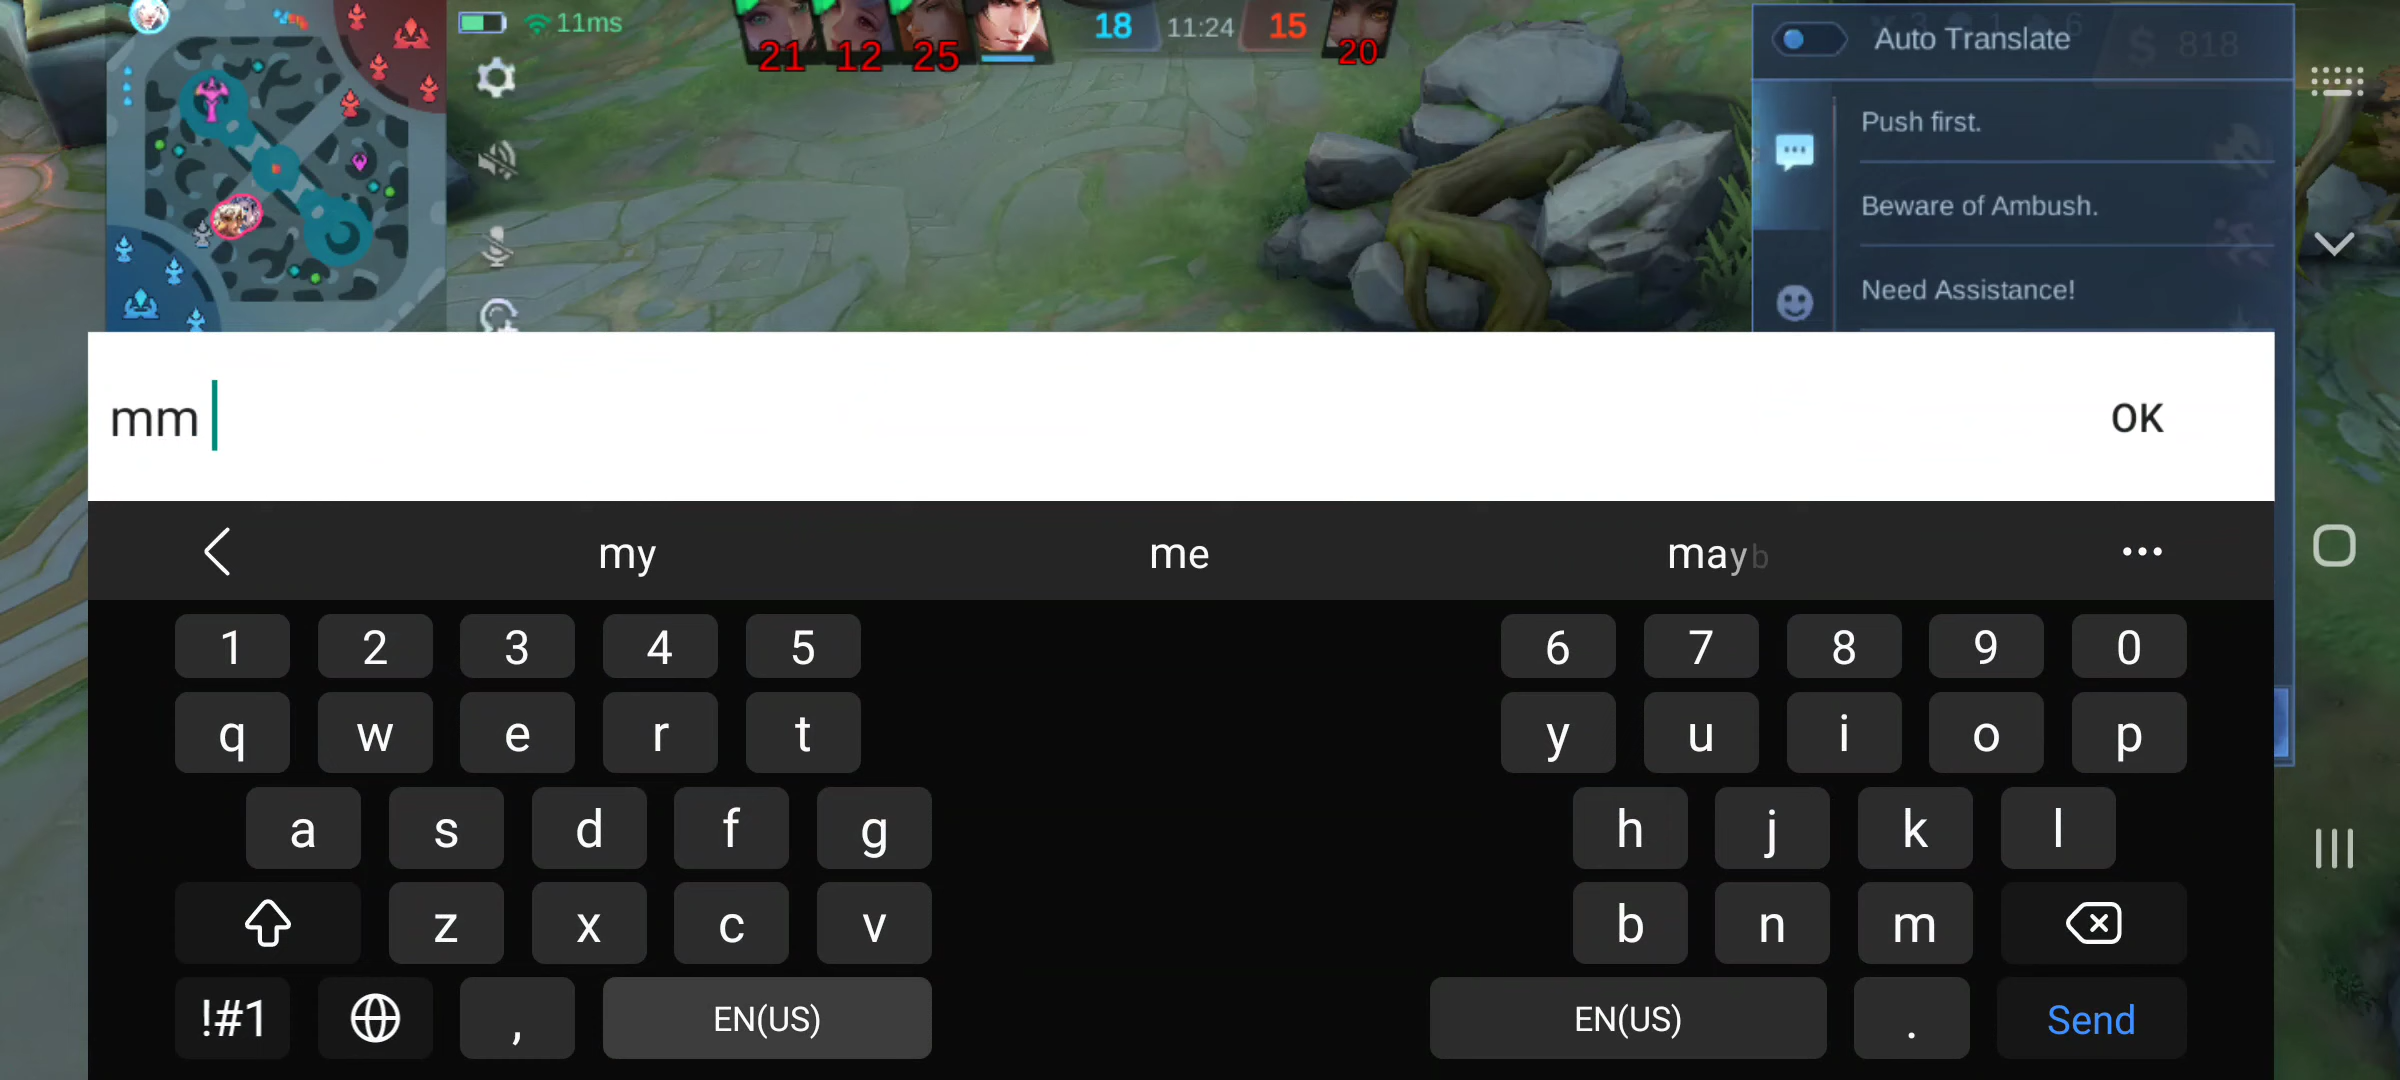 11ms
21 12 25 18 11:24 15 20
Auto Translate
Push first.
Beware of Ambush.
Need Assistance!
818
mm
OK
my me mayb
1 2 3 4 5 6 7 8 9 0
q w e r t y u i o p
a s d f g h j k l
z x c v b n m
!#1 , EN(US) EN(US) . Send